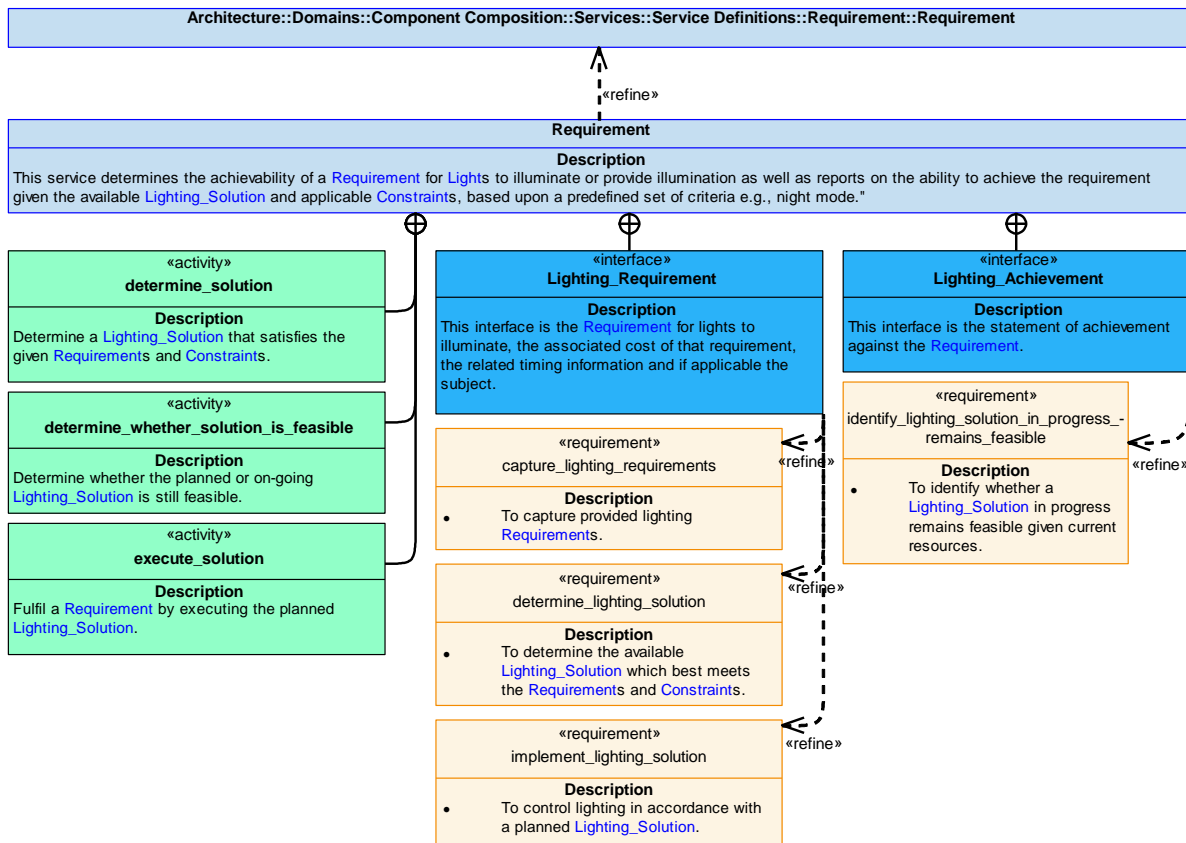 Architecture::Domains::Component Composition::Services::Service Definitions::Requirement::Requirement
«refine»
Requirement
Description
This service determines the achievability of a Requirement for Lights to illuminate or provide illumination as well as reports on the ability to achieve the requirement
given the available Lighting_Solution and applicable Constraints, based upon a predefined set of criteria e.g., night mode."
«activity»
determine_solution
Description
Determine a Lighting_Solution that satisfies the
given Requirements and Constraints.
«activity»
determine_whether_solution_is_feasible
Description
Determine whether the planned or on-going
Lighting_Solution is still feasible.
«activity»
execute_solution
Description
Fulfil a Requirement by executing the planned
Lighting_Solution.
«interface»
Lighting_Requirement
Description
This interface is the Requirement for lights to
illuminate, the associated cost of that requirement,
the related timing information and if applicable the
subject.
«requirement»
capture_lighting_requirements
Description
• To capture provided lighting
Requirements.
«refine»
«requirement»
determine_lighting_solution
Description
• To determine the available
Lighting_Solution which best meets
the Requirements and Constraints.
«refine»
«requirement»
implement_lighting_solution
Description
• To control lighting in accordance with
a planned Lighting_Solution.
«refine»
«interface»
Lighting_Achievement
Description
This interface is the statement of achievement
against the Requirement.
«requirement»
identify_lighting_solution_in_progress_-
remains_feasible
Description
• To identify whether a
Lighting_Solution in progress
remains feasible given current
resources.
«refine»